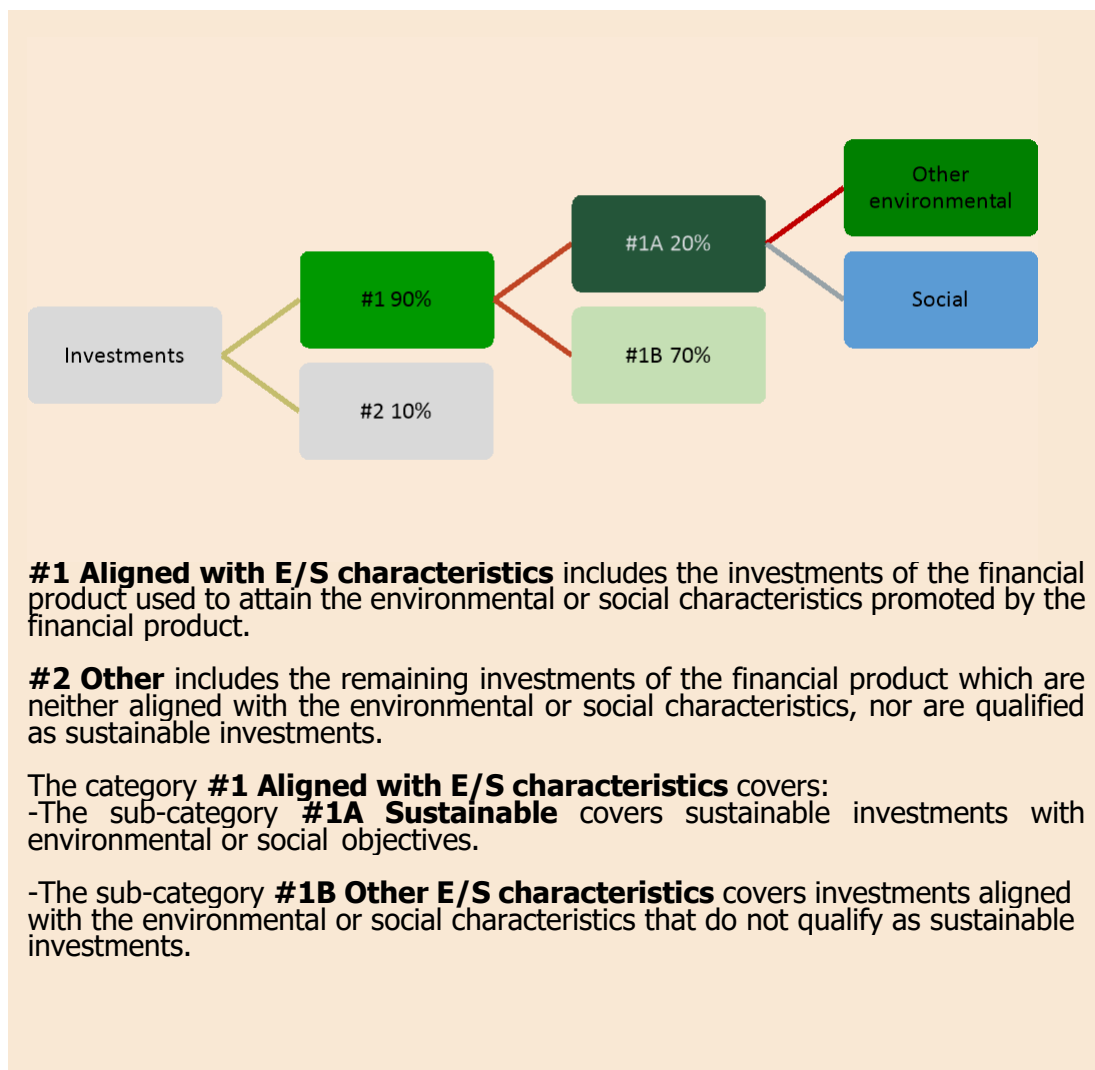 Other
environmental
#1A 20%
#1 90%
Social
Investments
#1B 70%
#2 10%
#1 Aligned with E/S characteristics includes the investments of the financial
product used to attain the environmental or social characteristics promoted by the
financial product.
#2 Other includes the remaining investments of the financial product which are
neither aligned with the environmental or social characteristics, nor are qualified
as sustainable investments.
The category #1 Aligned with E/S characteristics covers:
-The sub-category #1A Sustainable covers sustainable investments with
environmental or social objectives.
-The sub-category #1B Other E/S characteristics covers investments aligned
with the environmental or social characteristics that do not qualify as sustainable
investments.